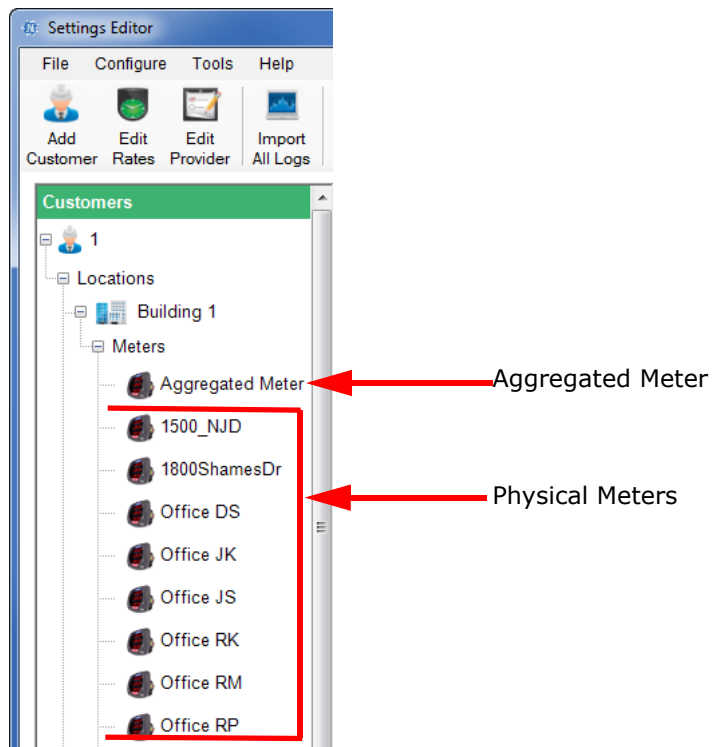 Settings Editor
File Configure Tools Help
Add Customer
Edit Rates
Edit Provider
Import All Logs
Customers
1
Locations
Building 1
Meters
Aggregated Meter
Aggregated Meter
1500_NJD
1800ShamesDr
Office DS
Physical Meters
Office JK
Office JS
Office RK
Office RM
Office RP